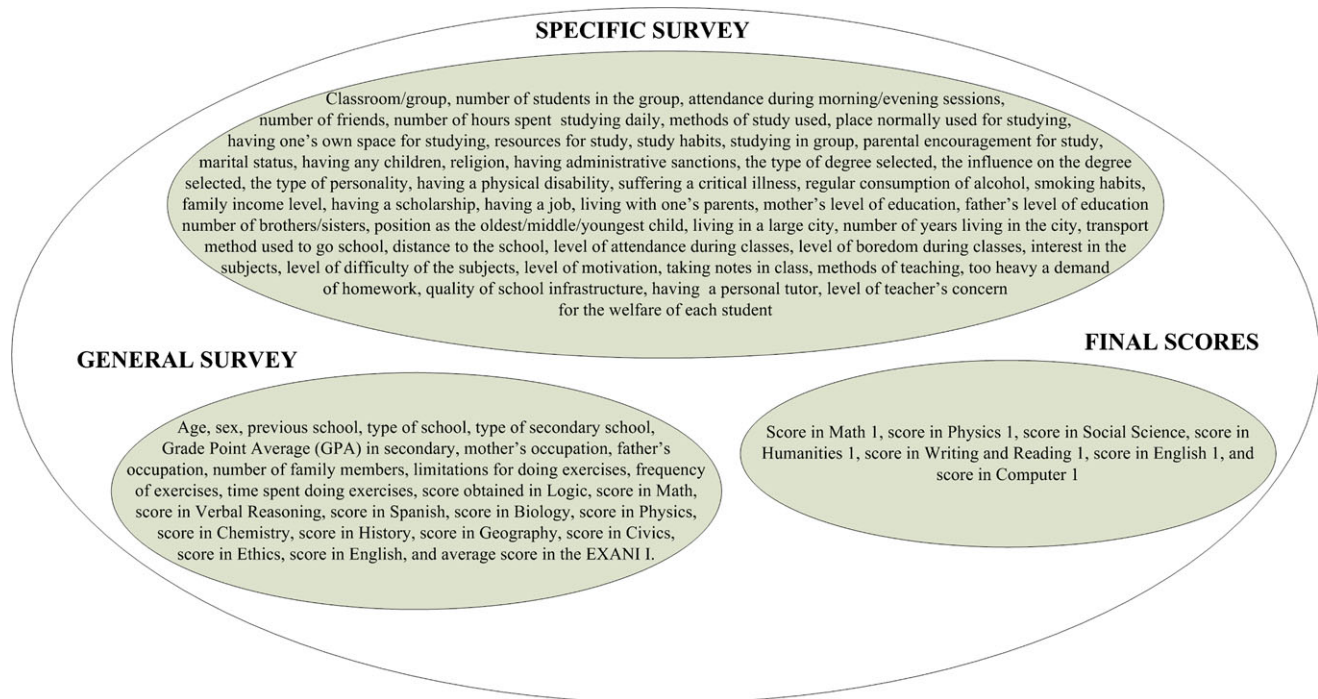 SPECIFIC SURVEY
Classroom/group, number of students in the group, attendance during morning/evening sessions,
number of friends, number of hours spent studying daily, methods of study used, place normally used for studying,
having one's own space for studying, resources for study, study habits, studying in group, parental encouragement for study,
marital status, having any children, religion, having administrative sanctions, the type of degree selected, the influence on the degree
selected, the type of personality, having a physical disability, suffering a critical illness, regular consumption of alcohol, smoking habits,
family income level, having a scholarship, having a job, living with one's parents, mother's level of education, father's level of education
number of brothers/sisters, position as the oldest/middle/youngest child, living in a large city, number of years living in the city, transport
method used to go school, distance to the school, level of attendance during classes, level of boredom during classes, interest in the
subjects, level of difficulty of the subjects, level of motivation, taking notes in class, methods of teaching, too heavy a demand
of homework, quality of school infrastructure, having a personal tutor, level of teacher's concern
for the welfare of each student
GENERAL SURVEY
Age, sex, previous school, type of school, type of secondary school,
Grade Point Average (GPA) in secondary, mother's occupation, father's
occupation, number of family members, limitations for doing exercises, frequency
of exercises, time spent doing exercises, score obtained in Logic, score in Math,
score in Verbal Reasoning, score in Spanish, score in Biology, score in Physics,
score in Chemistry, score in History, score in Geography, score in Civics,
score in Ethics, score in English, and average score in the EXANI I.
FINAL SCORES
Score in Math 1, score in Physics 1, score in Social Science, score in
Humanities 1, score in Writing and Reading 1, score in English 1, and
score in Computer 1